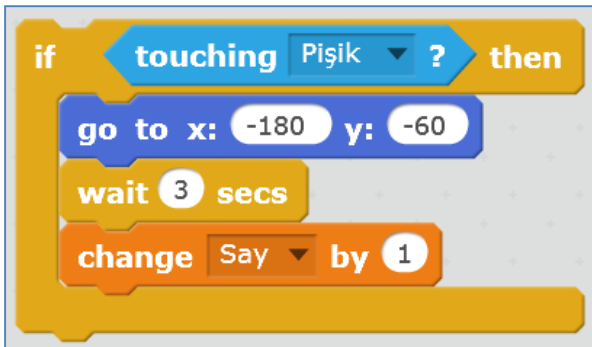 if touching Pişik ? then
go to x: -180 y: -60
wait 3 secs
change Say by 1